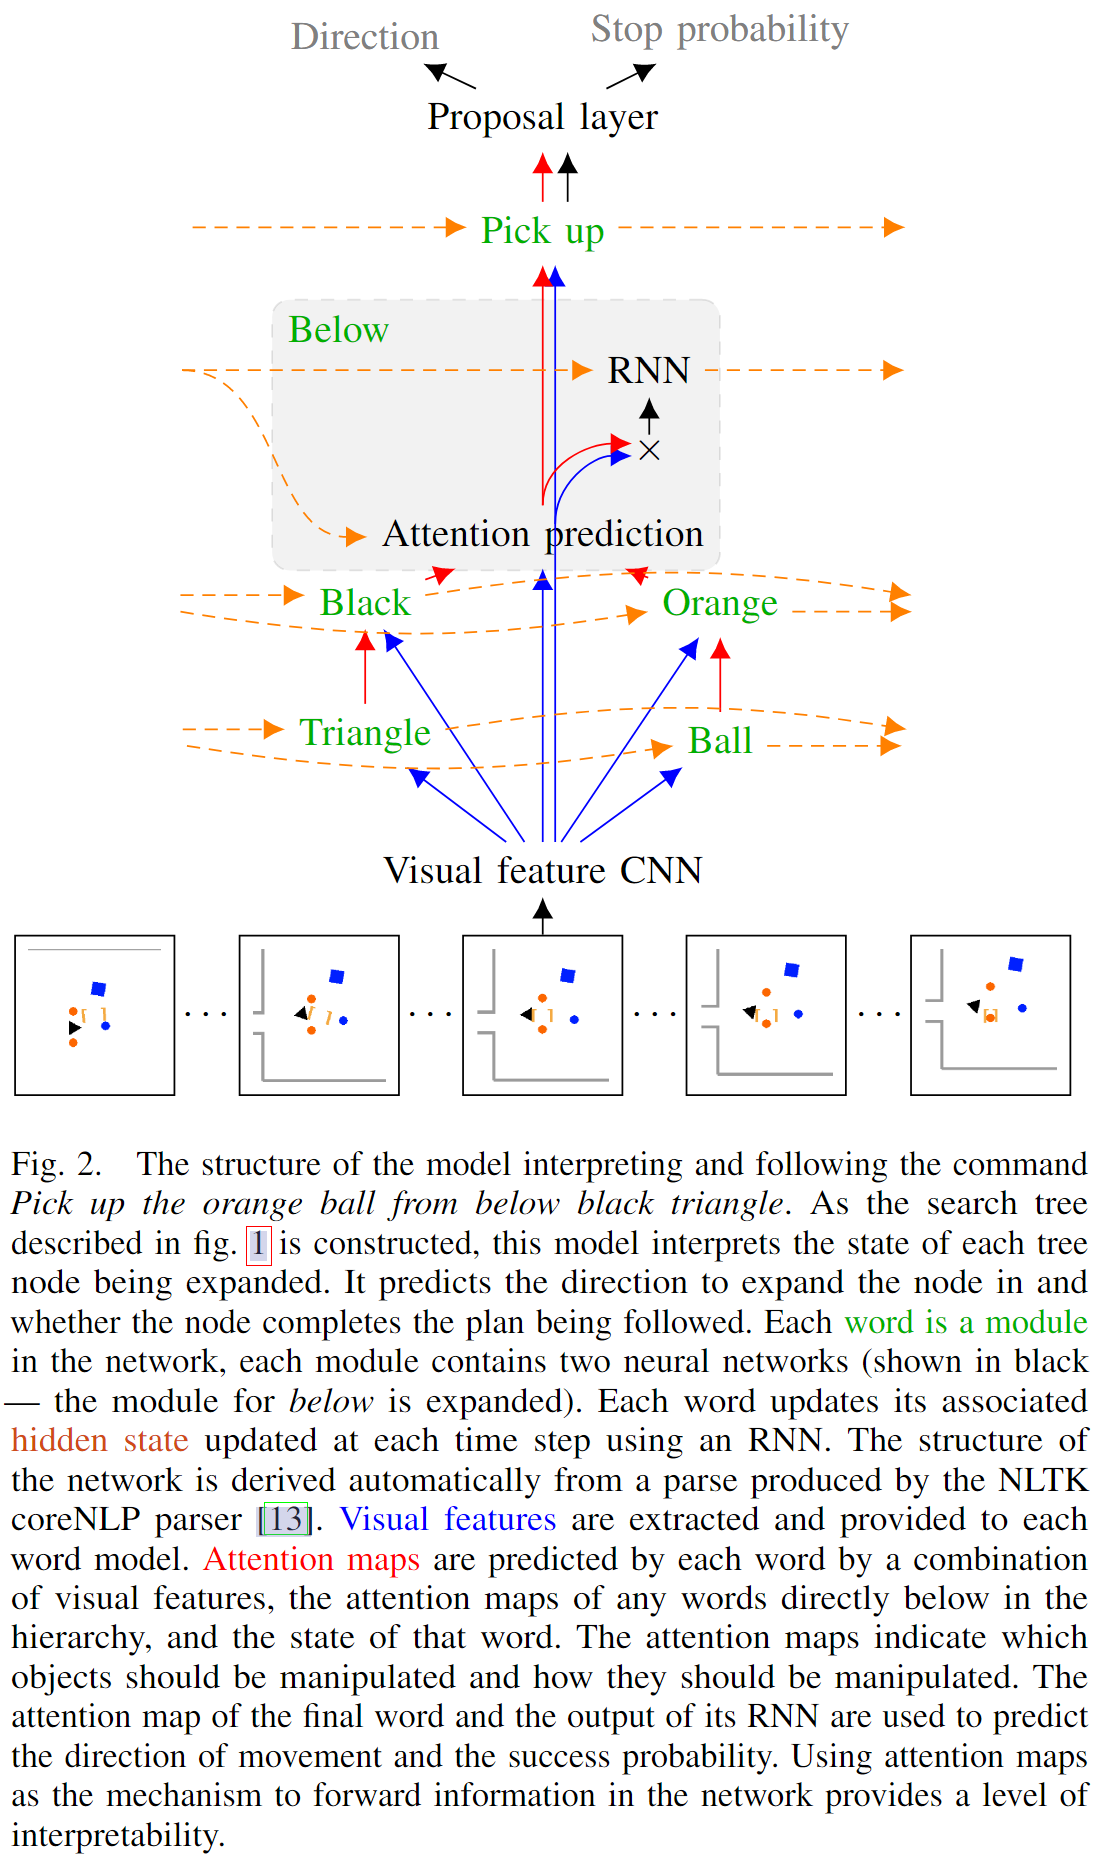 Direction
Stop probability
Proposal layer
Pick up
Below
RNN
×
Attention prediction
Black
Orange
Triangle
Ball
Visual feature CNN
. . .
. . .
. . .
. . .
Fig. 2. The structure of the model interpreting and following the command
Pick up the orange ball from below black triangle. As the search tree
described in fig. 1 is constructed, this model interprets the state of each tree
node being expanded. It predicts the direction to expand the node in and
whether the node completes the plan being followed. Each word is a module
in the network, each module contains two neural networks (shown in black
— the module for below is expanded). Each word updates its associated
hidden state updated at each time step using an RNN. The structure of
the network is derived automatically from a parse produced by the NLTK
coreNLP parser [13]. Visual features are extracted and provided to each
word model. Attention maps are predicted by each word by a combination
of visual features, the attention maps of any words directly below in the
hierarchy, and the state of that word. The attention maps indicate which
objects should be manipulated and how they should be manipulated. The
attention map of the final word and the output of its RNN are used to predict
the direction of movement and the success probability. Using attention maps
as the mechanism to forward information in the network provides a level of
interpretability.